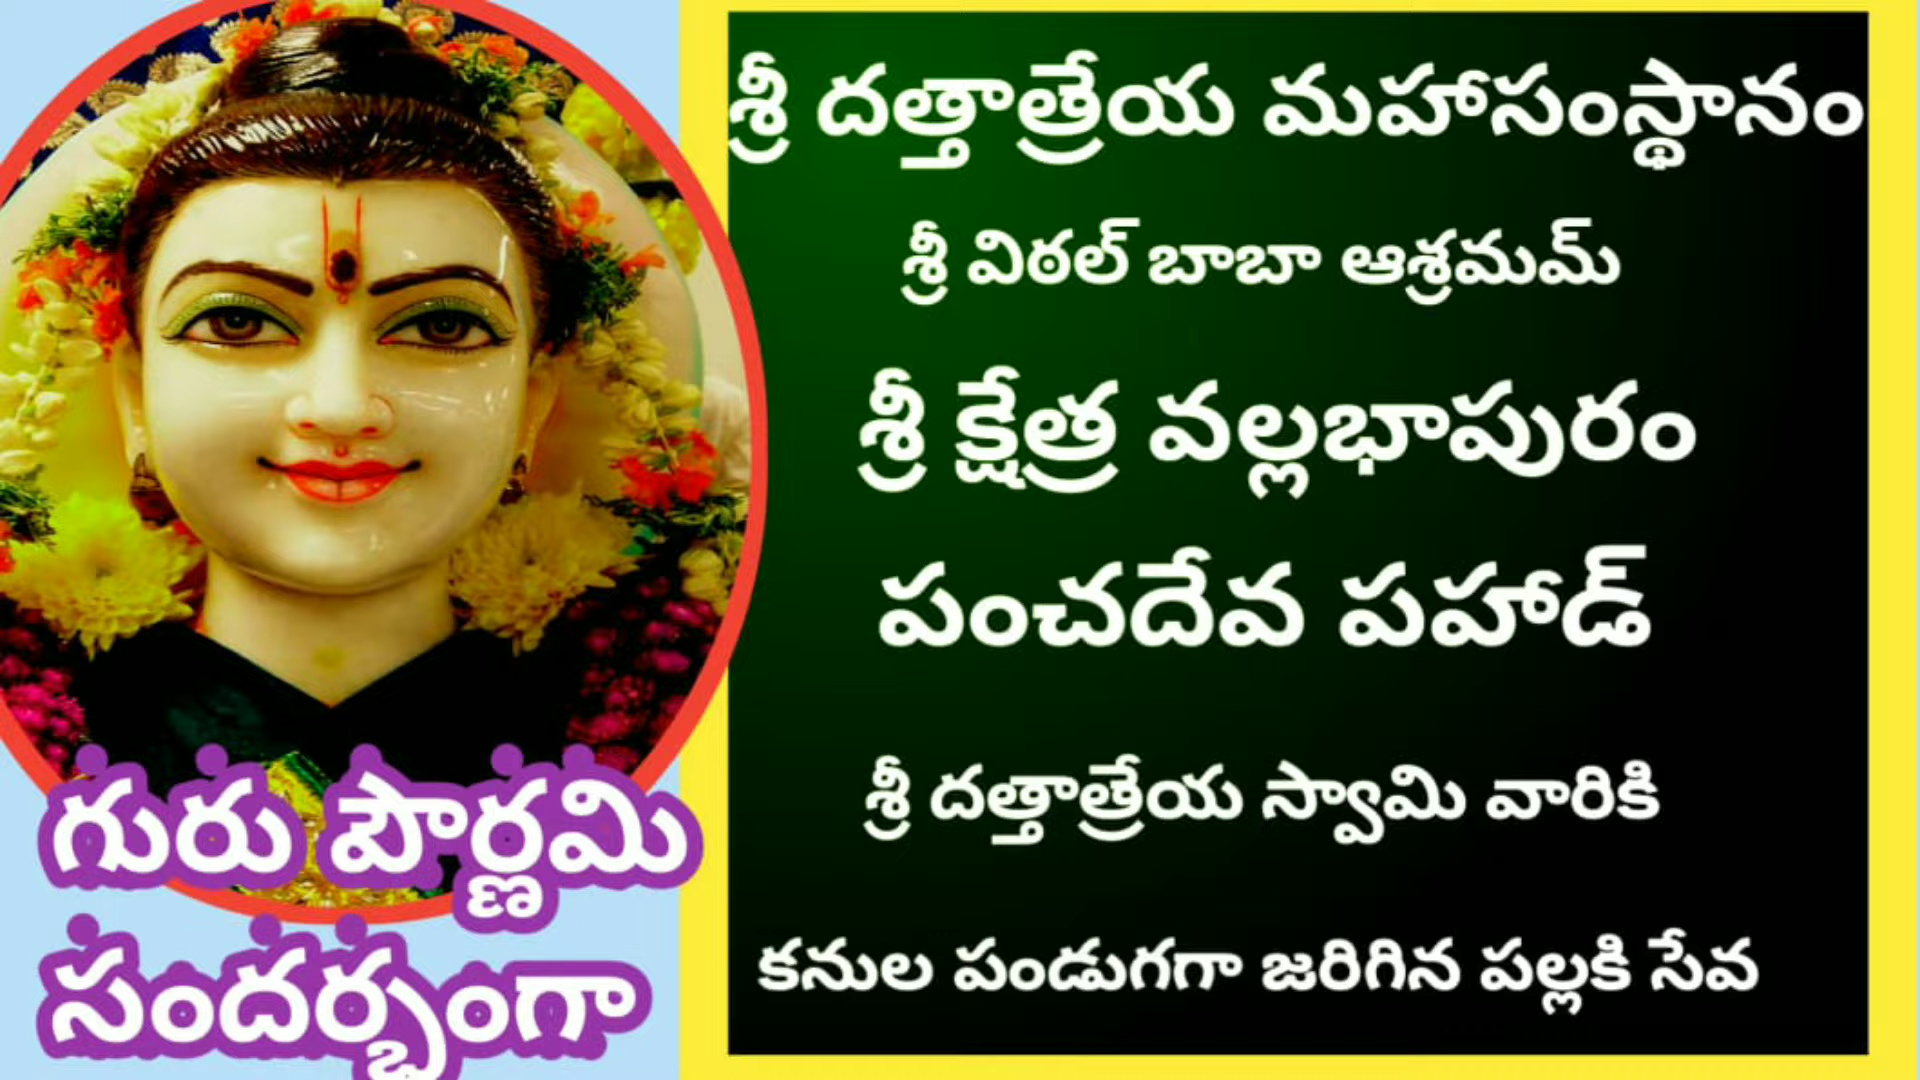 శ్రీ దత్తాత్రేయ మహాసంస్థానం
శ్రీ విఠల్ బాబా ఆశ్రమమ్
శ్రీ క్షేత్ర వల్లభాపురం
పంచదేవ పహాడ్
శ్రీ దత్తాత్రేయ స్వామి వారికి
కనుల పండుగగా జరిగిన పల్లకి సేవ
గురు పౌర్ణమి
సందర్భంగా